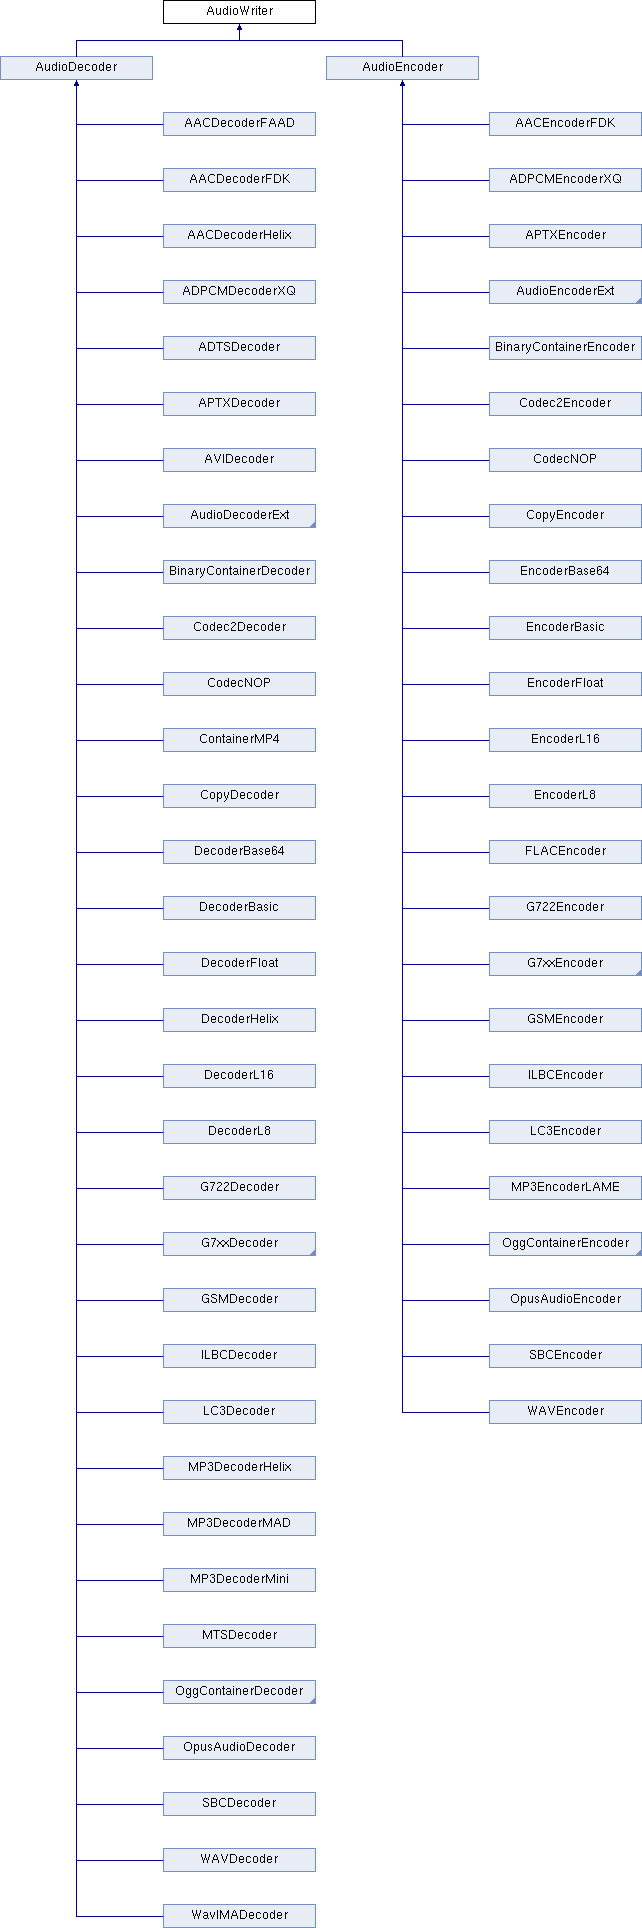 AudioWriter
AudioDecoder
AudioEncoder
AACDecoderFAAD
AACEncoderFDK
AACDecoderFDK
ADPCMEncoderXQ
AACDecoderHelix
APTXEncoder
ADPCMDecoderXQ
AudioEncoderExt
ADTSDecoder
BinaryContainerEncoder
APTXDecoder
Codec2Encoder
AVIDecoder
CodecNOP
AudioDecoderExt
CopyEncoder
BinaryContainerDecoder
EncoderBase64
Codec2Decoder
EncoderBasic
CodecNOP
EncoderFloat
ContainerMP4
EncoderL16
CopyDecoder
EncoderL8
DecoderBase64
FLACEncoder
DecoderBasic
G722Encoder
DecoderFloat
G7xxEncoder
DecoderHelix
GSMEncoder
DecoderL16
ILBCEncoder
DecoderL8
LC3Encoder
G722Decoder
MP3EncoderLAME
G7xxDecoder
OggContainerEncoder
GSMDecoder
OpusAudioEncoder
ILBCDecoder
SBCEncoder
LC3Decoder
WAVEncoder
MP3DecoderHelix
MP3DecoderMAD
MP3DecoderMini
MTSDecoder
OggContainerDecoder
OpusAudioDecoder
SBCDecoder
WAVDecoder
WavIMADecoder